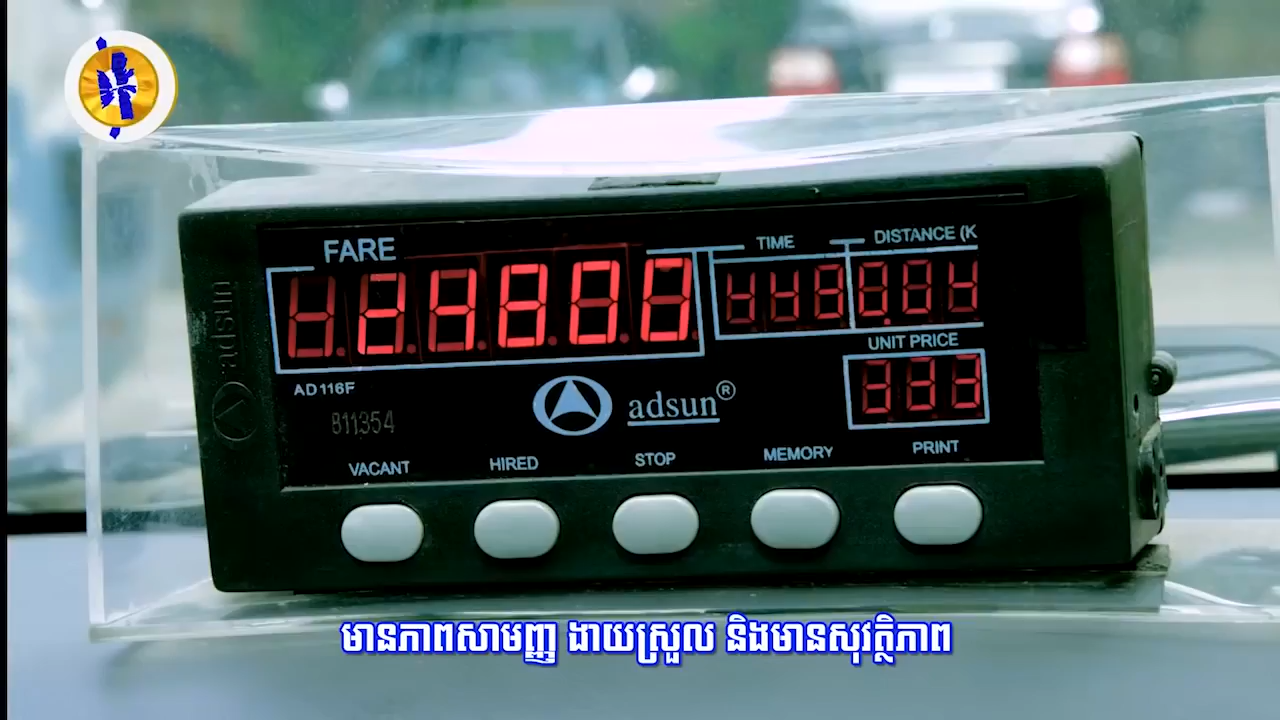 FARE
TIME
DISTANCE (K
UNIT PRICE
adsun
AD116F
811354
adsun®
VACANT
HIRED
STOP
MEMORY
PRINT
មានភាពសាមញ្ញ ងាយស្រួល និងមានសុវត្ថិភាព